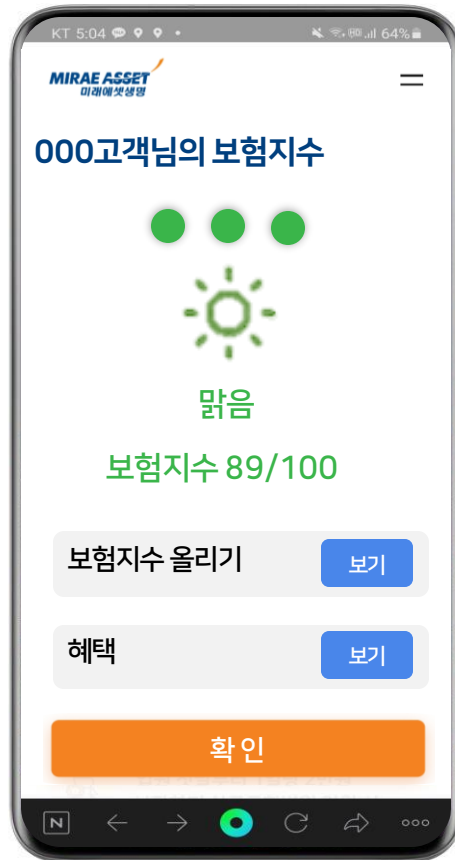 KT 5:04
64%
MIRAE ASSET
미래에셋생명
000고객님의 보험지수
맑음
보험지수 89/100
보험지수 올리기
보기
혜택
보기
확인
N